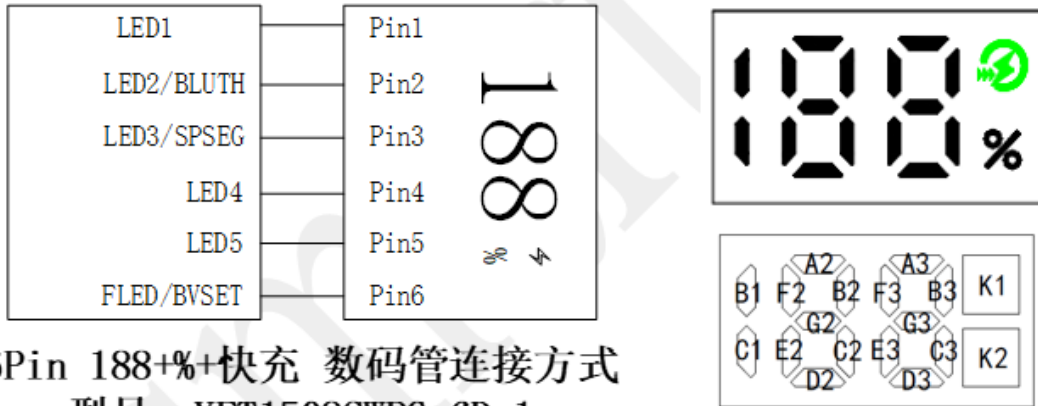 LED1 Pin1
LED2/BLUTH Pin2
LED3/SPSEG Pin3
LED4 Pin4
LED5 Pin5
FLED/BVSET Pin6
188
%
188
%
A2 A3
B1 F2 B2 F3 B3 K1
G2 G3
C1 E2 C2 E3 C3 K2
D2 D3
Pin 188+%+快充 数码管连接方式